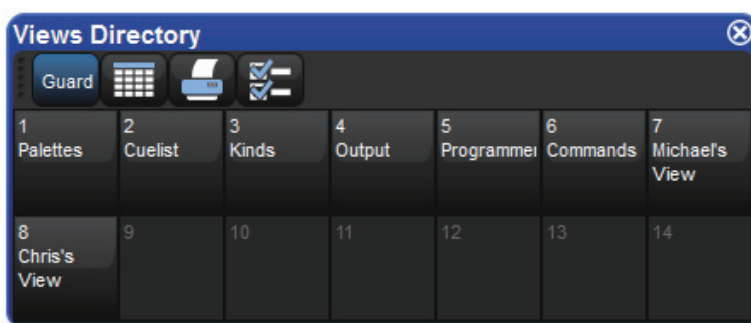 Views Directory
Guard
1 2 3 4 5 6 7
Palettes Cuelist Kinds Output Programmer Commands Michael's
View
8 9 10 11 12 13 14
Chris's
View